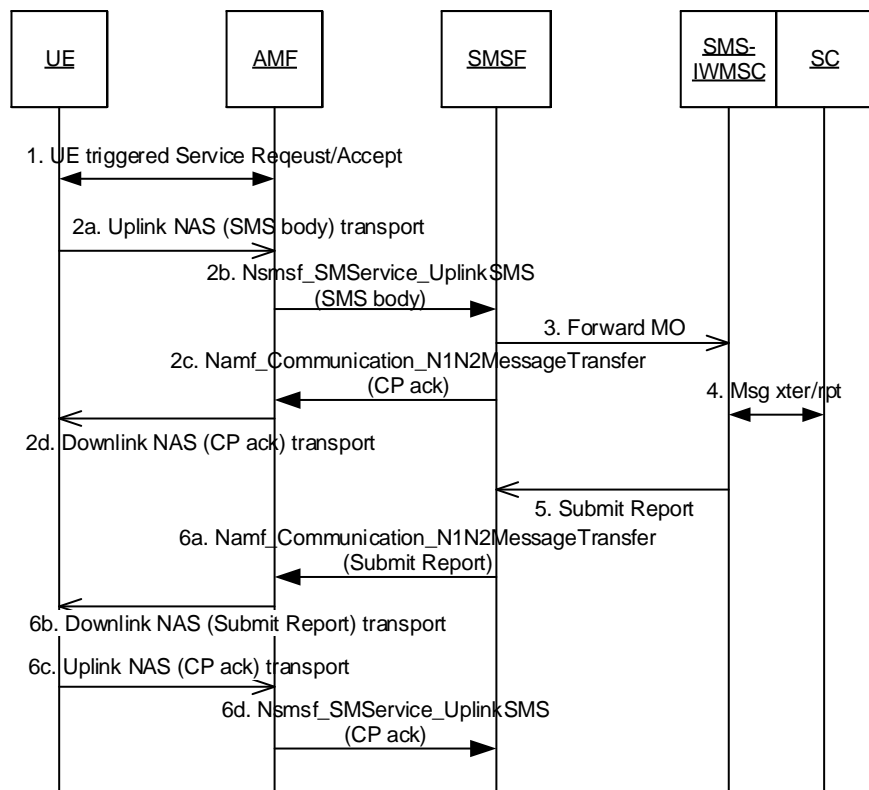 UE
AMF
SMSF
SMS-
IWMSC
SC
1. UE triggered Service Reqeust/Accept
2a. Uplink NAS (SMS body) transport
2b. Nsmsf_SMService_UplinkSMS
(SMS body)
3. Forward MO
2c. Namf_Communication_N1N2MessageTransfer
(CP ack)
4. Msg xter/rpt
2d. Downlink NAS (CP ack) transport
5. Submit Report
6a. Namf_Communication_N1N2MessageTransfer
(Submit Report)
6b. Downlink NAS (Submit Report) transport
6c. Uplink NAS (CP ack) transport
6d. Nsmsf_SMService_UplinkSMS
(CP ack)